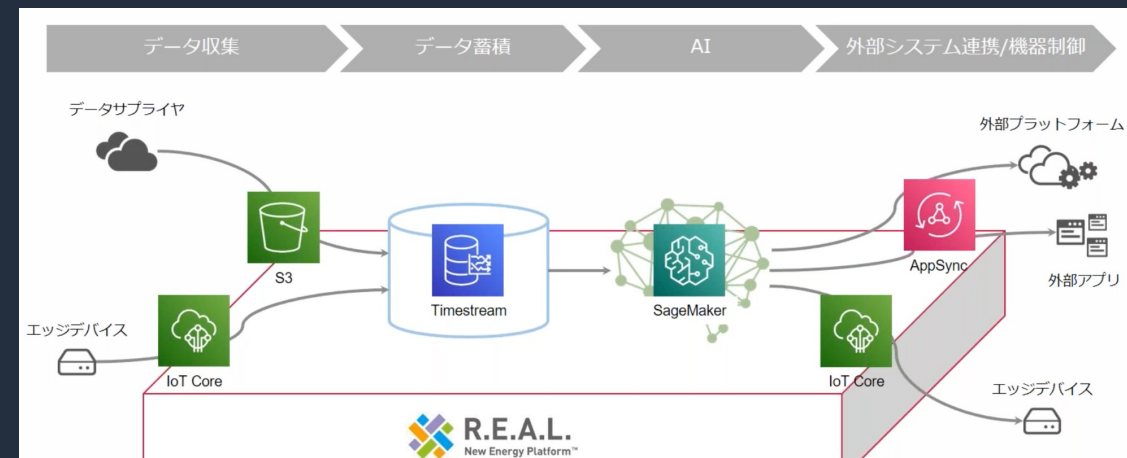 データ収集
データ蓄積
AI
外部システム連携/機器制御
データサプライヤ
外部プラットフォーム
S3
Timestream
SageMaker
AppSync
外部アプリ
エッジデバイス
IoT Core
IoT Core
エッジデバイス
R.E.A.L.
New Energy Platform™